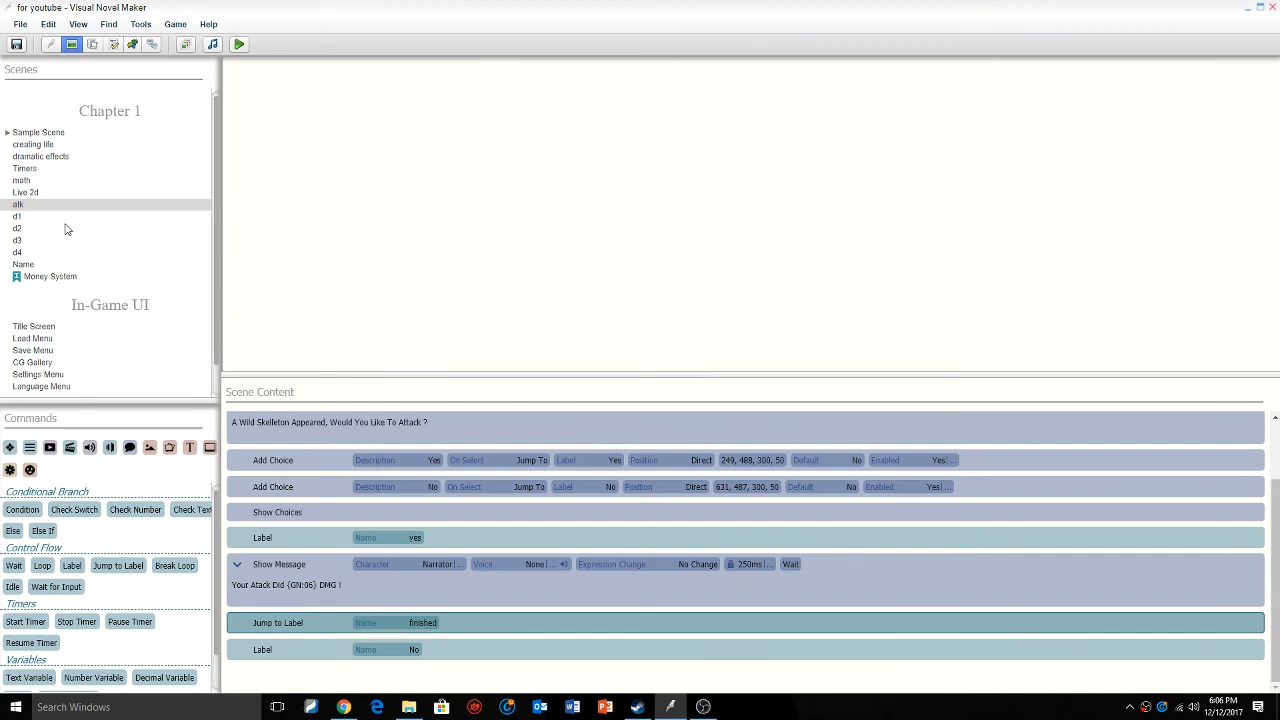 for youtube - Visual Novel Maker
File Edit View Find Tools Game Help
Scenes
Chapter 1
Sample Scene
creating life
dramatic effects
Timers
math
Live 2d
atk
d1
d2
d3
d4
Name
Money System
In-Game UI
Title Screen
Load Menu
Save Menu
CG Gallery
Settings Menu
Language Menu
Commands
Conditional Branch
Condition Check Switch Check Number Check Text
Else Else If
Control Flow
Wait Loop Label Jump to Label Break Loop
Idle Wait for Input
Timers
Start Timer Stop Timer Pause Timer
Resume Timer
Variables
Text Variable Number Variable Decimal Variable
Scene Content
A Wild Skelleton Appeared, Would You Like To Attack ?
Add Choice Description Yes On Select Jump To Label Yes Position Direct 249, 488, 300, 50 Default No Enabled Yes|...
Add Choice Description No On Select Jump To Label No Position Direct 631, 487, 300, 50 Default No Enabled Yes|...
Show Choices
Label Name yes
Show Message Character Narrator|... Voice None|... Expression Change No Change 250ms|... Wait
Your Atack Did {GN:06} DMG !
Jump to Label Name finished
Label Name No
Search Windows
6:06 PM
12/12/2017